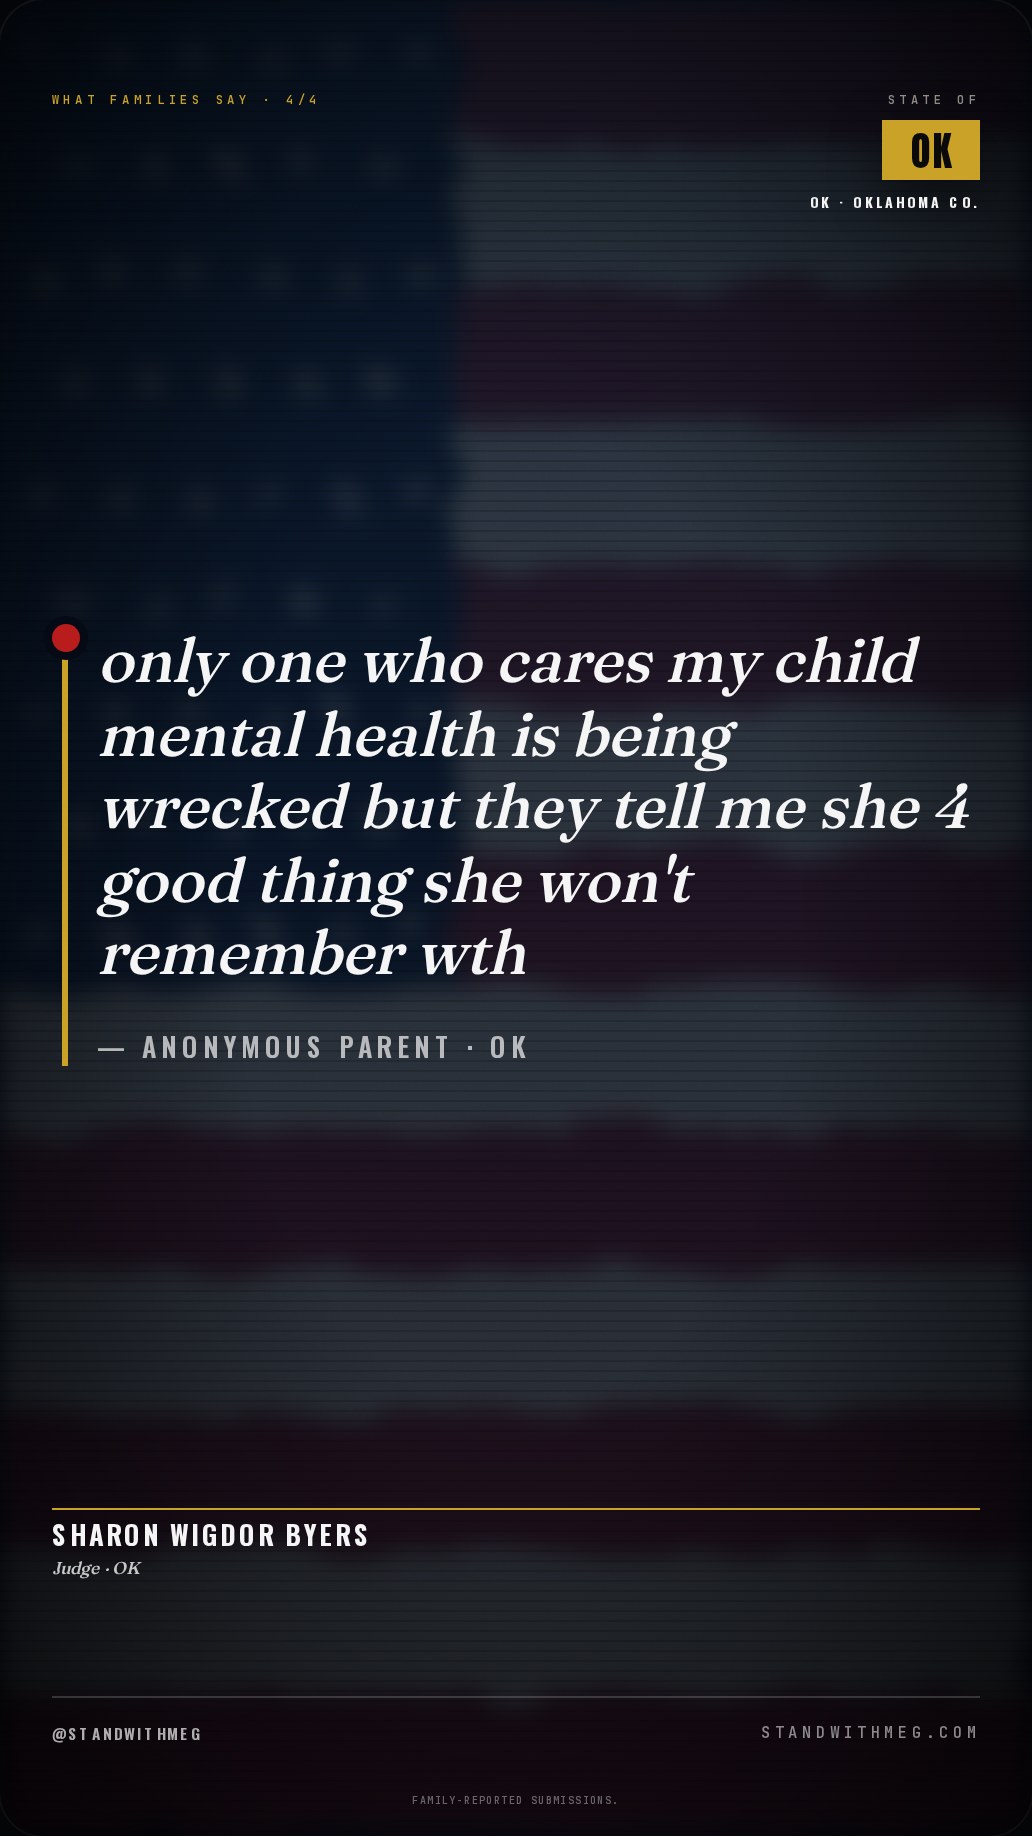 WHAT FAMILIES SAY · 4/4
STATE OF
OK
OK · OKLAHOMA CO.
only one who cares my child
mental health is being
wrecked but they tell me she 4
good thing she won't
remember wth
— ANONYMOUS PARENT · OK
SHARON WIGDOR BYERS
Judge · OK
@STANDWITHMEG
STANDWITHMEG.COM
FAMILY-REPORTED SUBMISSIONS.